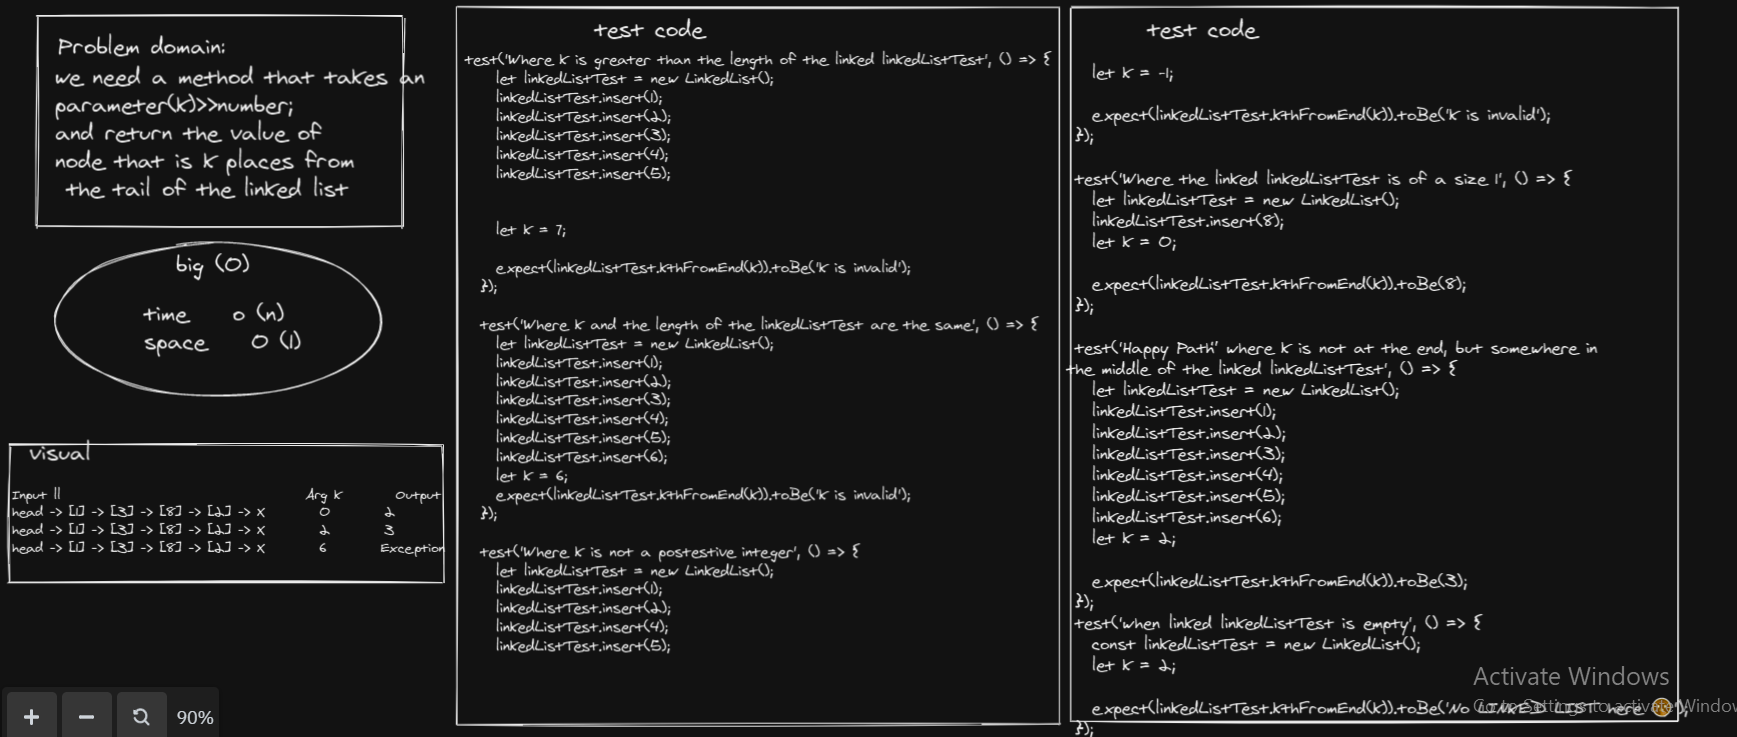 Problem domain:
we need a method that takes an
parameter(k)>>number;
and return the value of
node that is k places from
the tail of the linked list
big (O)
time o (n)
space O (1)
visual
Input ll Arg k Output
head -> [1] -> [3] -> [8] -> [2] -> X 0 2
head -> [1] -> [3] -> [8] -> [2] -> X 2 3
head -> [1] -> [3] -> [8] -> [2] -> X 6 Exception
90%
test code
test('Where k is greater than the length of the linked linkedListTest', () => {
let linkedListTest = new LinkedList();
linkedListTest.insert(1);
linkedListTest.insert(2);
linkedListTest.insert(3);
linkedListTest.insert(4);
linkedListTest.insert(5);
let k = 7;
expect(linkedListTest.kthFromEnd(k)).toBe('k is invalid');
});
test('Where k and the length of the linkedListTest are the same', () => {
let linkedListTest = new LinkedList();
linkedListTest.insert(1);
linkedListTest.insert(2);
linkedListTest.insert(3);
linkedListTest.insert(4);
linkedListTest.insert(5);
linkedListTest.insert(6);
let k = 6;
expect(linkedListTest.kthFromEnd(k)).toBe('k is invalid');
});
test('Where k is not a postestive integer', () => {
let linkedListTest = new LinkedList();
linkedListTest.insert(1);
linkedListTest.insert(2);
linkedListTest.insert(4);
linkedListTest.insert(5);
test code
let k = -1;
expect(linkedListTest.kthFromEnd(k)).toBe('k is invalid');
});
test('Where the linked linkedListTest is of a size 1', () => {
let linkedListTest = new LinkedList();
linkedListTest.insert(8);
let k = 0;
expect(linkedListTest.kthFromEnd(k)).toBe(8);
});
test('Happy Path' where k is not at the end, but somewhere in
the middle of the linked linkedListTest', () => {
let linkedListTest = new LinkedList();
linkedListTest.insert(1);
linkedListTest.insert(2);
linkedListTest.insert(3);
linkedListTest.insert(4);
linkedListTest.insert(5);
linkedListTest.insert(6);
let k = 2;
expect(linkedListTest.kthFromEnd(k)).toBe(3);
});
test('when linked linkedListTest is empty', () => {
const linkedListTest = new LinkedList();
let k = 2;
expect(linkedListTest.kthFromEnd(k)).toBe('No LINKED LIST here
});
Activate Windows
Go to Settings to activate Windows